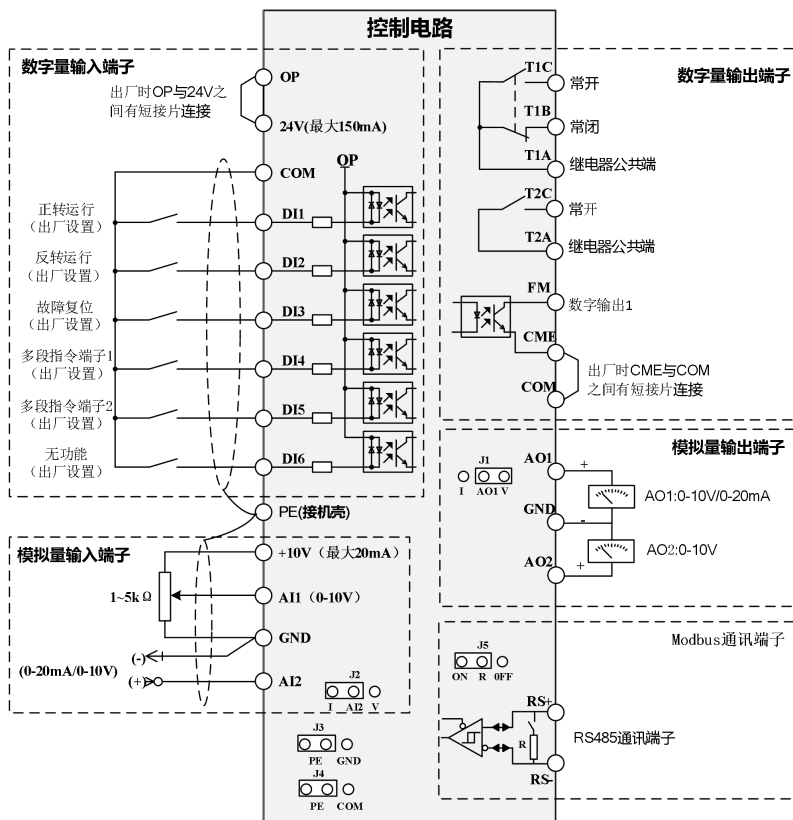 控制电路
数字量输入端子
出厂时OP与24V之
间有短接片连接
OP
24V(最大150mA)
COM
OP
正转运行
（出厂设置）
DI1
反转运行
（出厂设置）
DI2
故障复位
（出厂设置）
DI3
多段指令端子1
（出厂设置）
DI4
多段指令端子2
（出厂设置）
DI5
无功能
（出厂设置）
DI6
PE(接机壳)
模拟量输入端子
+10V（最大20mA）
1~5kΩ
AI1（0-10V）
GND
(-)
(0-20mA/0-10V)
(+)
AI2
J2
I AI2 V
J3
PE GND
J4
PE COM
数字量输出端子
T1C
常开
T1B
常闭
T1A
继电器公共端
T2C
常开
T2A
继电器公共端
FM
数字输出1
CME
出厂时CME与COM
之间有短接片连接
COM
模拟量输出端子
J1
I AO1 V
AO1
+
AO1:0-10V/0-20mA
GND
-
AO2:0-10V
AO2
+
Modbus通讯端子
J5
ON R OFF
RS+
R
RS485通讯端子
RS-